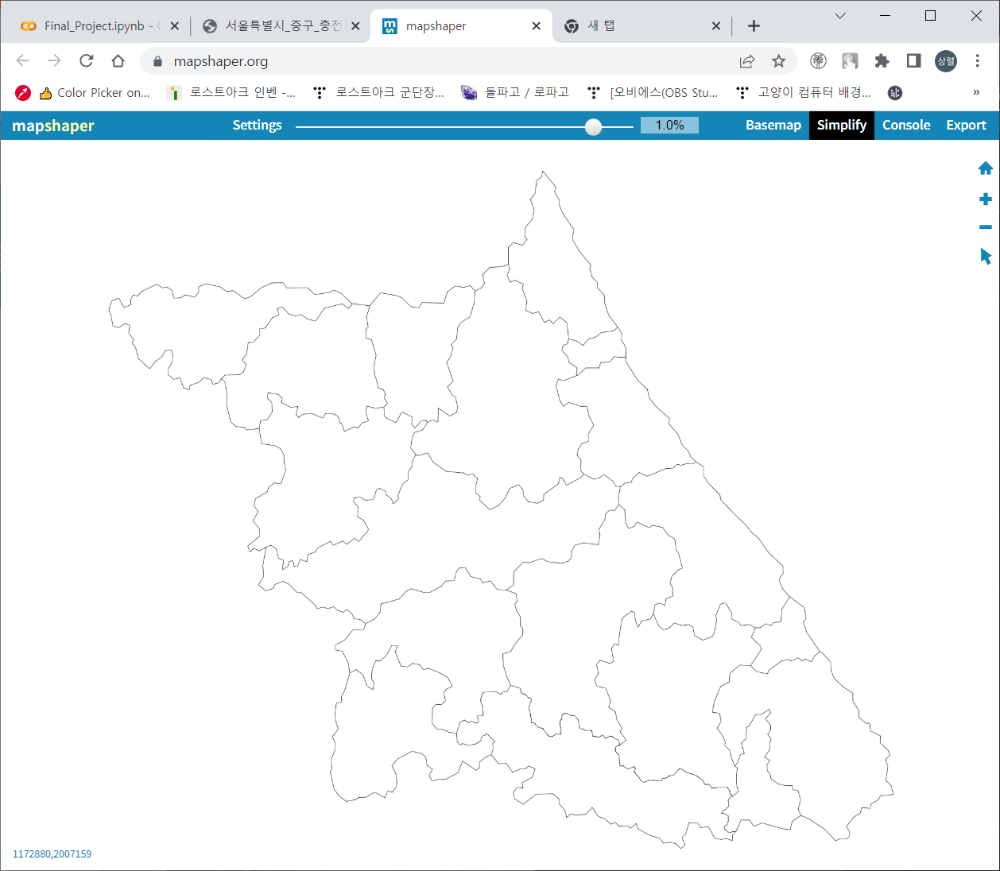 Final_Project.ipynb -
서울특별시_중구_충전
mapshaper
새 탭
mapshaper.org
상렬
Color Picker on...
로스트아크 인벤 -...
로스트아크 군단장...
돌파고 / 로파고
[오비에스(OBS Stu...
고양이 컴퓨터 배경...
»
mapshaper
Settings
1.0%
Basemap
Simplify
Console
Export
1172880,2007159